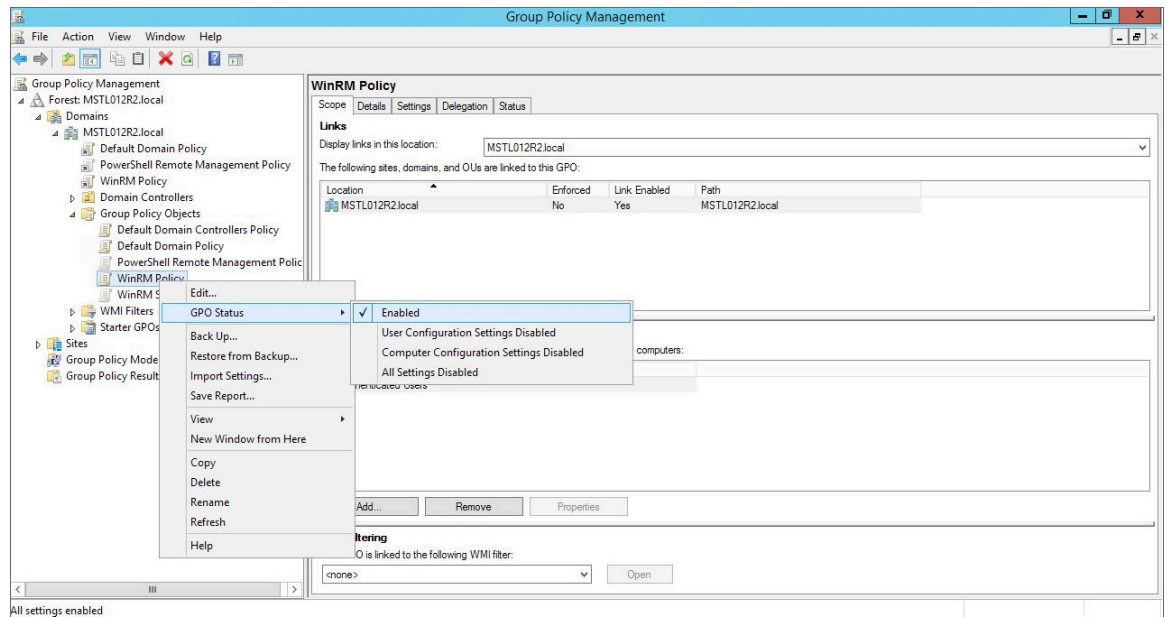 Group Policy Management
File Action View Window Help
Group Policy Management
Forest: MSTL012R2.local
Domains
MSTL012R2.local
Default Domain Policy
PowerShell Remote Management Policy
WinRM Policy
Domain Controllers
Group Policy Objects
Default Domain Controllers Policy
Default Domain Policy
PowerShell Remote Management Polic
WinRM Policy
WinRM S
WMI Filters
Starter GPOs
Sites
Group Policy Mode
Group Policy Result
Edit...
GPO Status
Back Up...
Restore from Backup...
Import Settings...
Save Report...
View
New Window from Here
Copy
Delete
Rename
Refresh
Help
Enabled
User Configuration Settings Disabled
Computer Configuration Settings Disabled
All Settings Disabled
WinRM Policy
Scope Details Settings Delegation Status
Links
Display links in this location: MSTL012R2.local
The following sites, domains, and OUs are linked to this GPO:
Location Enforced Link Enabled Path
MSTL012R2.local No Yes MSTL012R2.local
computers:
henticated Users
Add... Remove Properties
ltering
O is linked to the following WMI filter:
<none> Open
All settings enabled